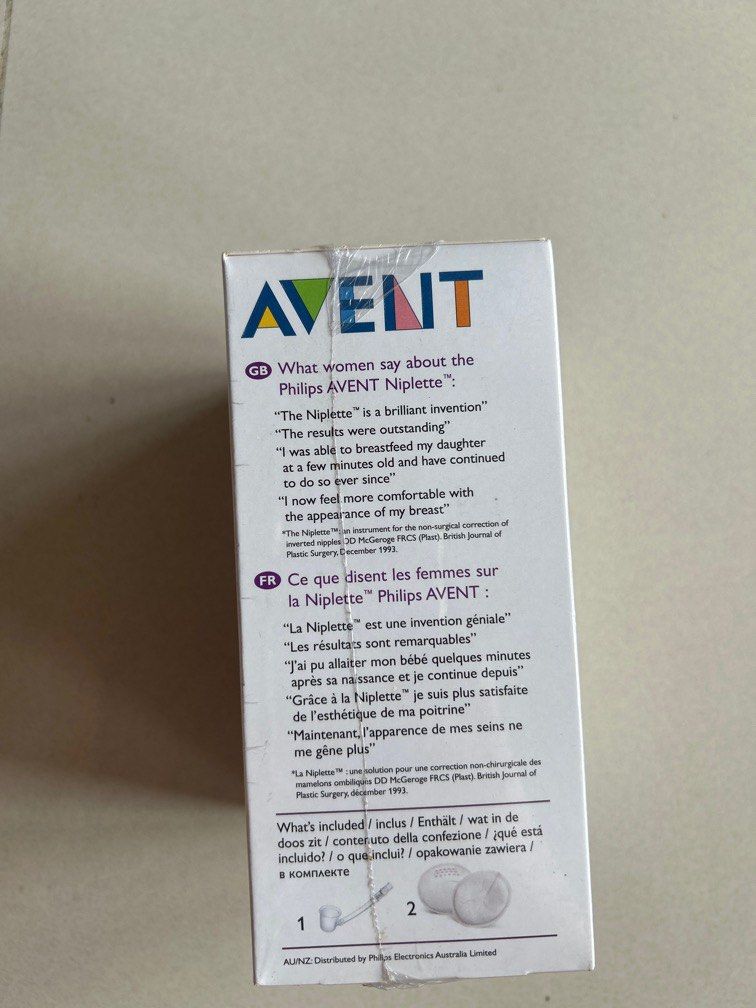 AVENT
GB What women say about the
Philips AVENT Niplette™:
“The Niplette™ is a brilliant invention”
“The results were outstanding”
“I was able to breastfeed my daughter
at a few minutes old and have continued
to do so ever since”
“I now feel more comfortable with
the appearance of my breast”
*The Niplette™: an instrument for the non-surgical correction of
inverted nipples DD McGeroge FRCS (Plast). British Journal of
Plastic Surgery, December 1993.
FR Ce que disent les femmes sur
la Niplette™ Philips AVENT :
“La Niplette™ est une invention géniale”
“Les résultats sont remarquables”
“J'ai pu allaiter mon bébé quelques minutes
après sa naissance et je continue depuis”
“Grâce à la Niplette™ je suis plus satisfaite
de l'esthétique de ma poitrine”
“Maintenant, l'apparence de mes seins ne
me gêne plus”
*La Niplette™ : une solution pour une correction non-chirurgicale des
mamelons ombiliqués DD McGeroge FRCS (Plast). British Journal of
Plastic Surgery, décember 1993.
What's included / inclus / Enthält / wat in de
doos zit / contenuto della confezione / ¿qué está
incluido? / o que inclui? / opakowanie zawiera /
в комплекте
1 2
AU/NZ: Distributed by Philips Electronics Australia Limited